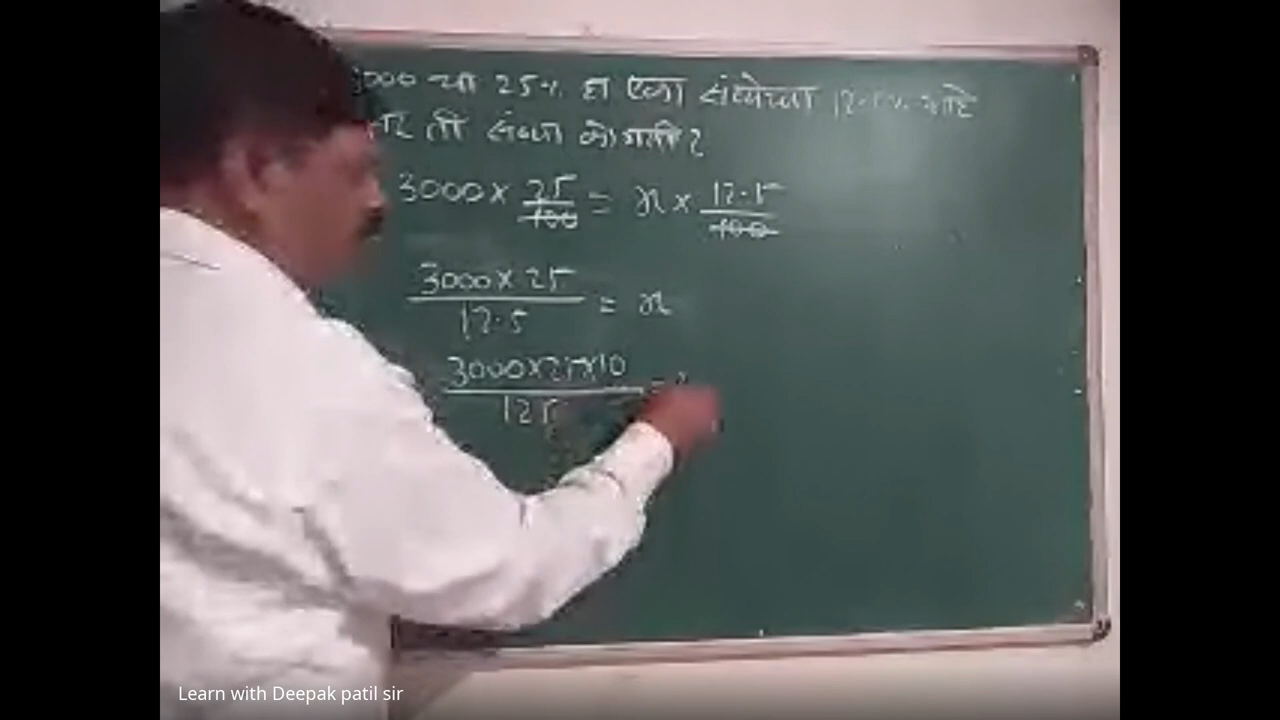 3000 चा 25% हा एका संख्येचा 12.5% आहे
तर ती संख्या कोणती?
3000 × 25/100 = x × 12.5/100
3000 × 25/12.5 = x
3000×25×10/125 =
Learn with Deepak patil sir